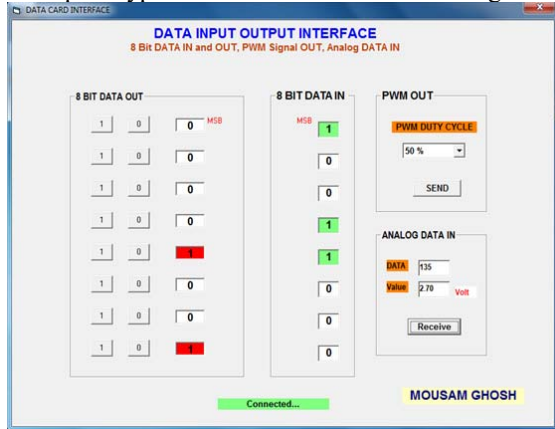 DATA CARD INTERFACE
DATA INPUT OUTPUT INTERFACE
8 Bit DATA IN and OUT, PWM Signal OUT, Analog DATA IN
8 BIT DATA OUT
1 0 0 MSB
1 0 0
1 0 0
1 0 0
1 0 1
1 0 0
1 0 0
1 0 1
8 BIT DATA IN
MSB 1
0
0
1
1
0
0
0
PWM OUT
PWM DUTY CYCLE
50 %
SEND
ANALOG DATA IN
DATA 135
Value 2.70 Volt
Receive
Connected...
MOUSAM GHOSH